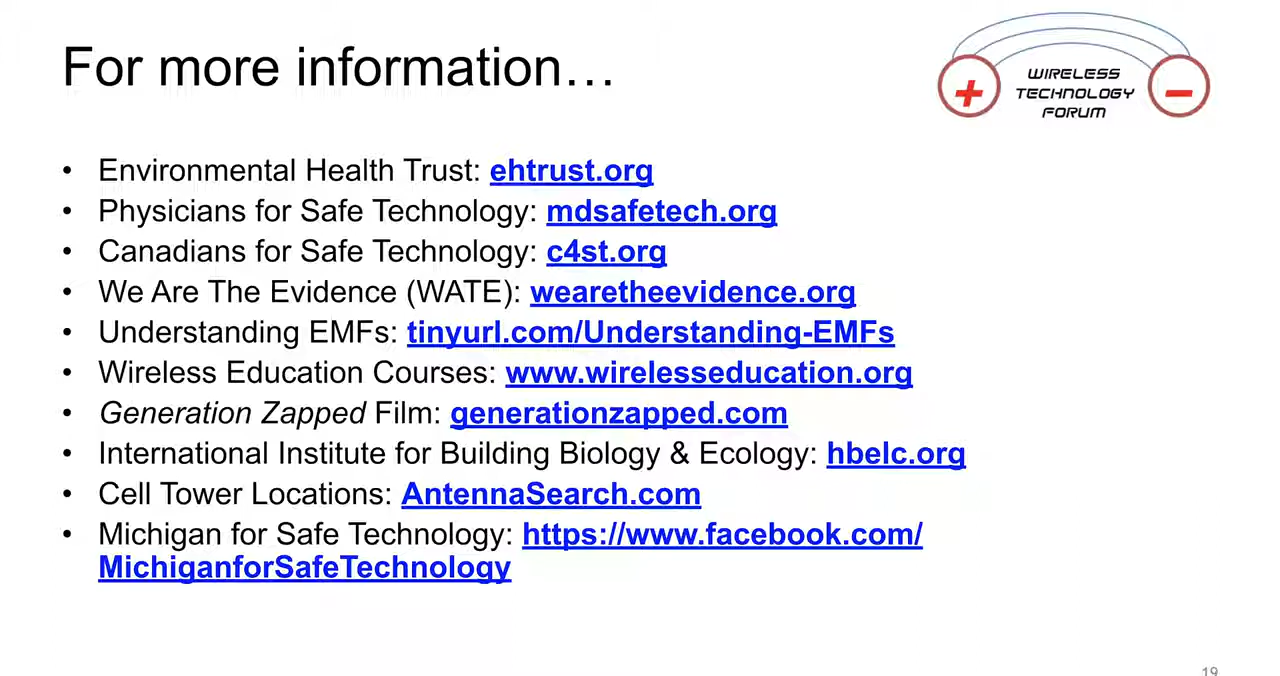 For more information…
WIRELESS
TECHNOLOGY
FORUM
+
−
• Environmental Health Trust: ehtrust.org
• Physicians for Safe Technology: mdsafetech.org
• Canadians for Safe Technology: c4st.org
• We Are The Evidence (WATE): wearetheevidence.org
• Understanding EMFs: tinyurl.com/Understanding-EMFs
• Wireless Education Courses: www.wirelesseducation.org
• Generation Zapped Film: generationzapped.com
• International Institute for Building Biology & Ecology: hbelc.org
• Cell Tower Locations: AntennaSearch.com
• Michigan for Safe Technology: https://www.facebook.com/
MichiganforSafeTechnology
19